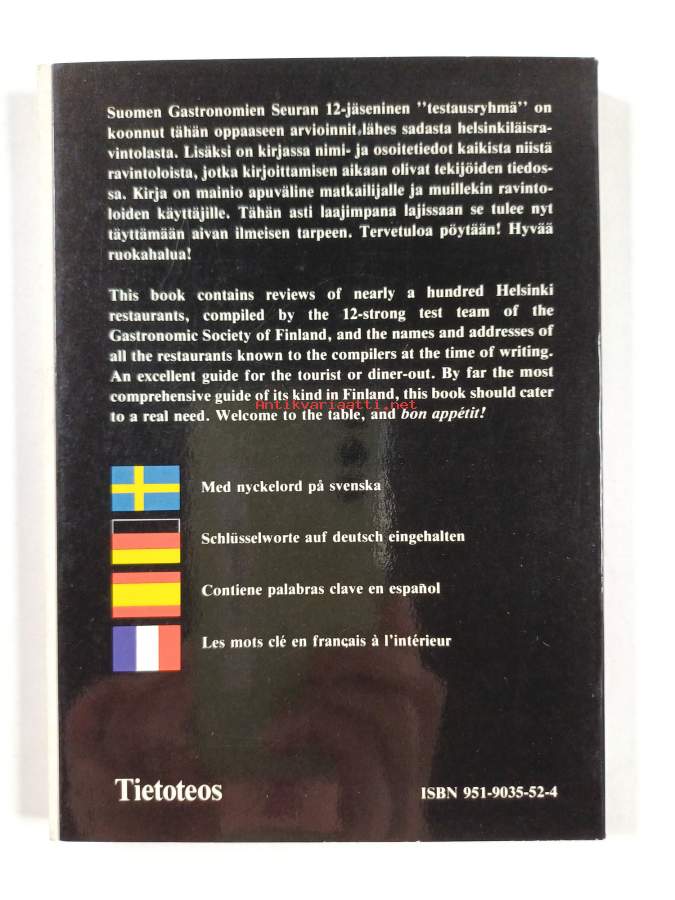 Suomen Gastronomien Seuran 12-jäseninen "testausryhmä" on
koonnut tähän oppaaseen arvioinnit lähes sadasta helsinkiläisra-
vintolasta. Lisäksi on kirjassa nimi- ja osoitetiedot kaikista niistä
ravintoloista, jotka kirjoittamisen aikaan olivat tekijöiden tiedos-
sa. Kirja on mainio apuväline matkailijalle ja muillekin ravinto-
loiden käyttäjille. Tähän asti laajimpana lajissaan se tulee nyt
täyttämään aivan ilmeisen tarpeen. Tervetuloa pöytään! Hyvää
ruokahalua!
This book contains reviews of nearly a hundred Helsinki
restaurants, compiled by the 12-strong test team of the
Gastronomic Society of Finland, and the names and addresses of
all the restaurants known to the compilers at the time of writing.
An excellent guide for the tourist or diner-out. By far the most
comprehensive guide of its kind in Finland, this book should cater
to a real need. Welcome to the table, and bon appétit!
Antikvariaatti.net
Med nyckelord på svenska
Schlüsselworte auf deutsch eingehalten
Contiene palabras clave en español
Les mots clé en français à l'intérieur
Tietoteos
ISBN 951-9035-52-4